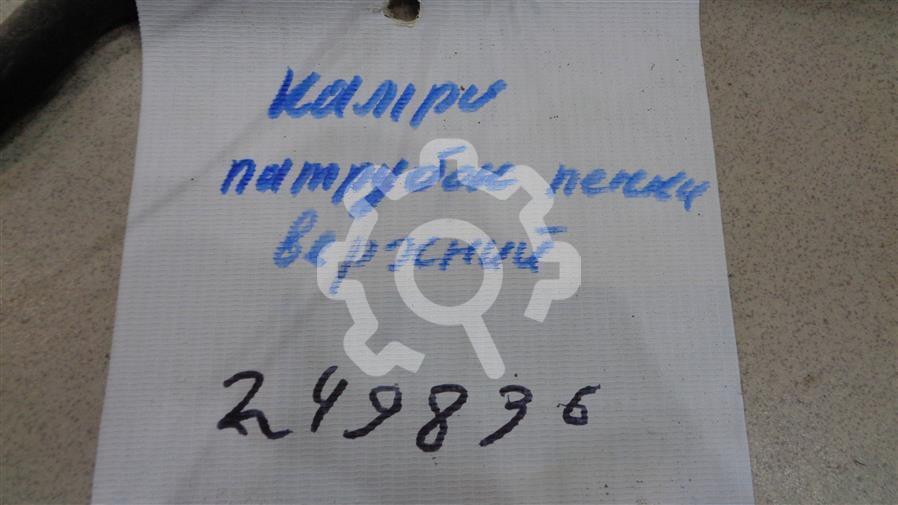 Камри
патрубок печки
верхний
249836